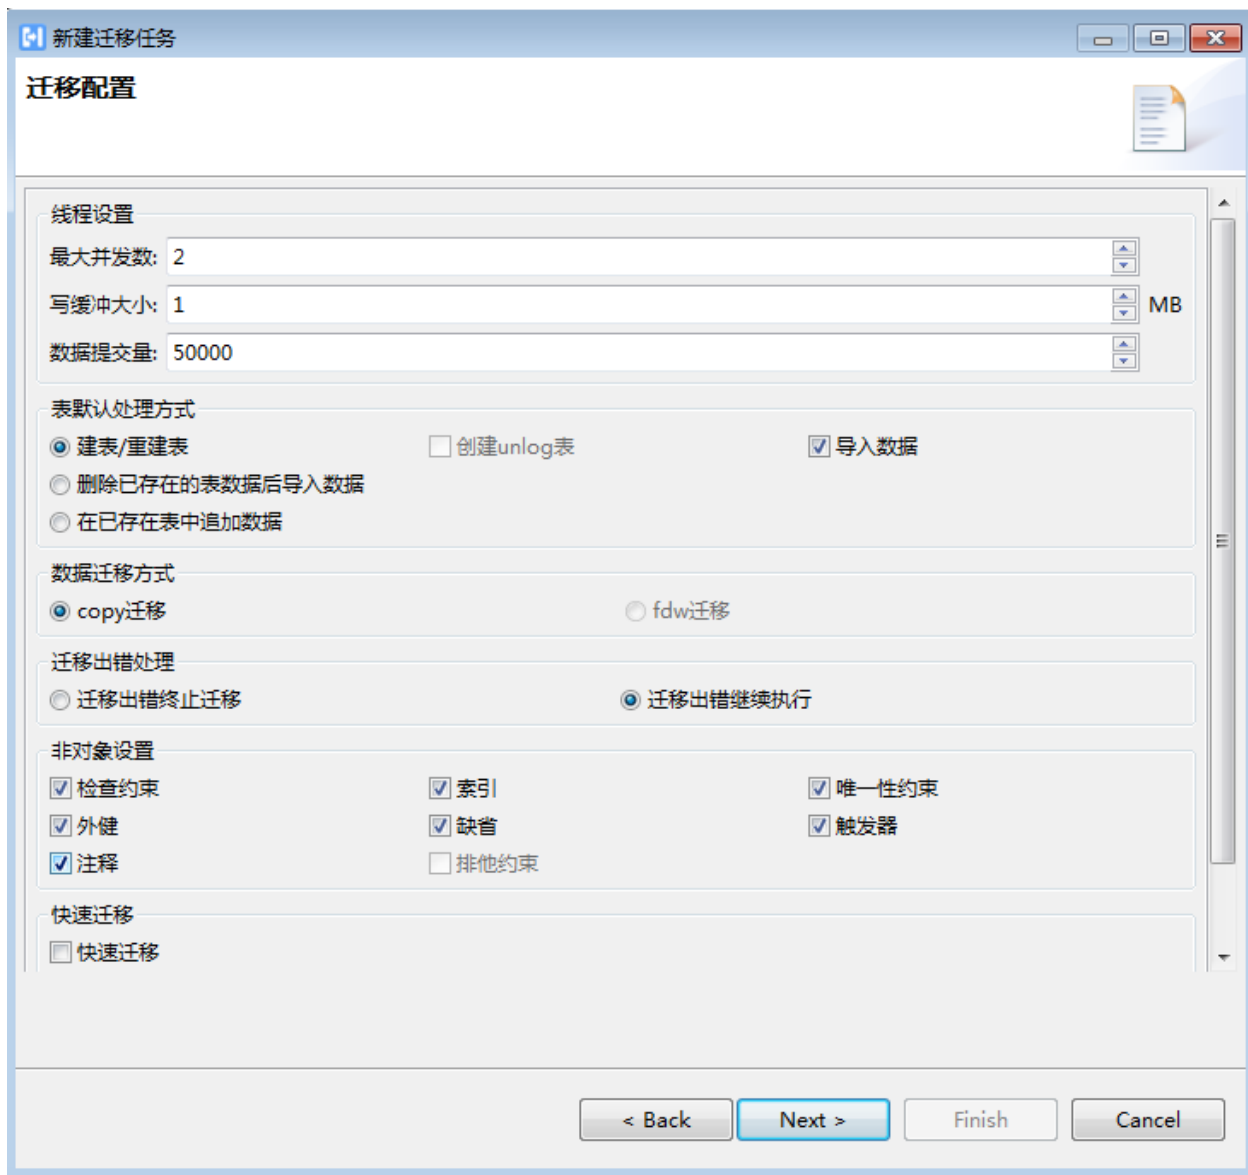 新建迁移任务
迁移配置
线程设置
最大并发数: 2
写缓冲大小: 1 MB
数据提交量: 50000
表默认处理方式
建表/重建表 创建unlog表 导入数据
删除已存在的表数据后导入数据
在已存在表中追加数据
数据迁移方式
copy迁移 fdw迁移
迁移出错处理
迁移出错终止迁移 迁移出错继续执行
非对象设置
检查约束 索引 唯一性约束
外健 缺省 触发器
注释 排他约束
快速迁移
快速迁移
< Back Next > Finish Cancel